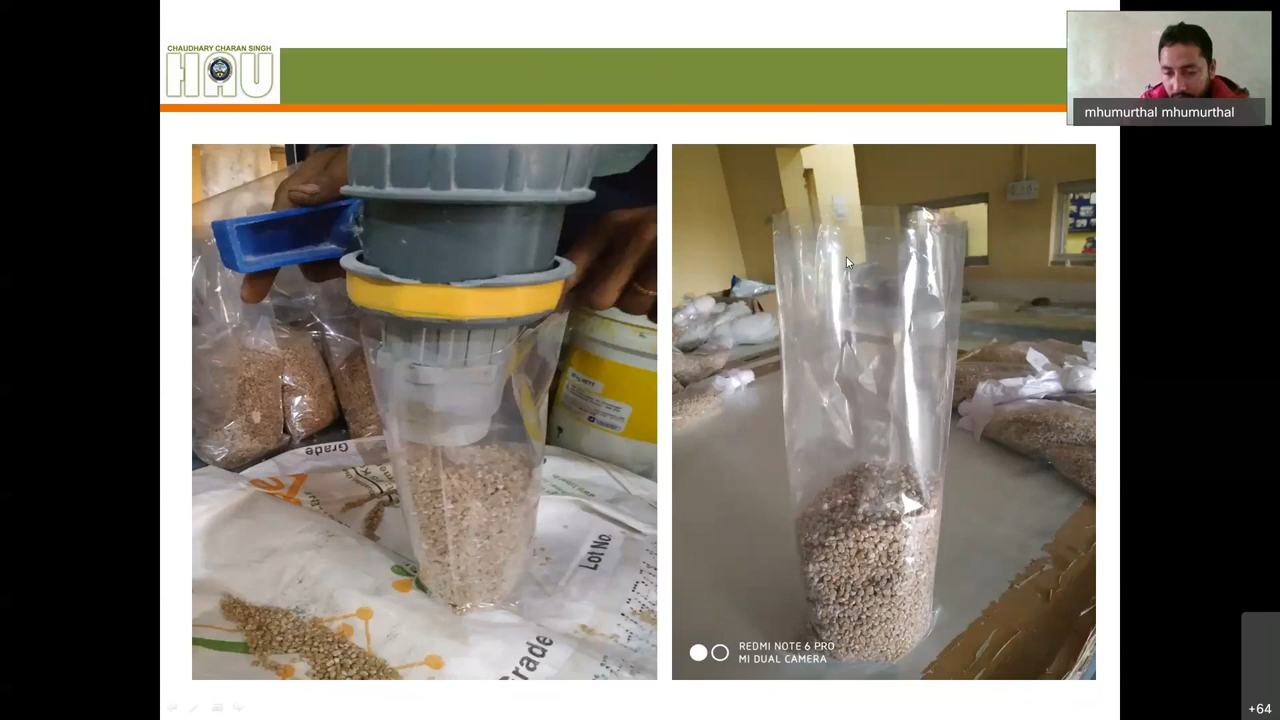 CHAUDHARY CHARAN SINGH
HAU
mhumurthal mhumurthal
Grade
Lot No.
Grade
REDMI NOTE 6 PRO
MI DUAL CAMERA
+64